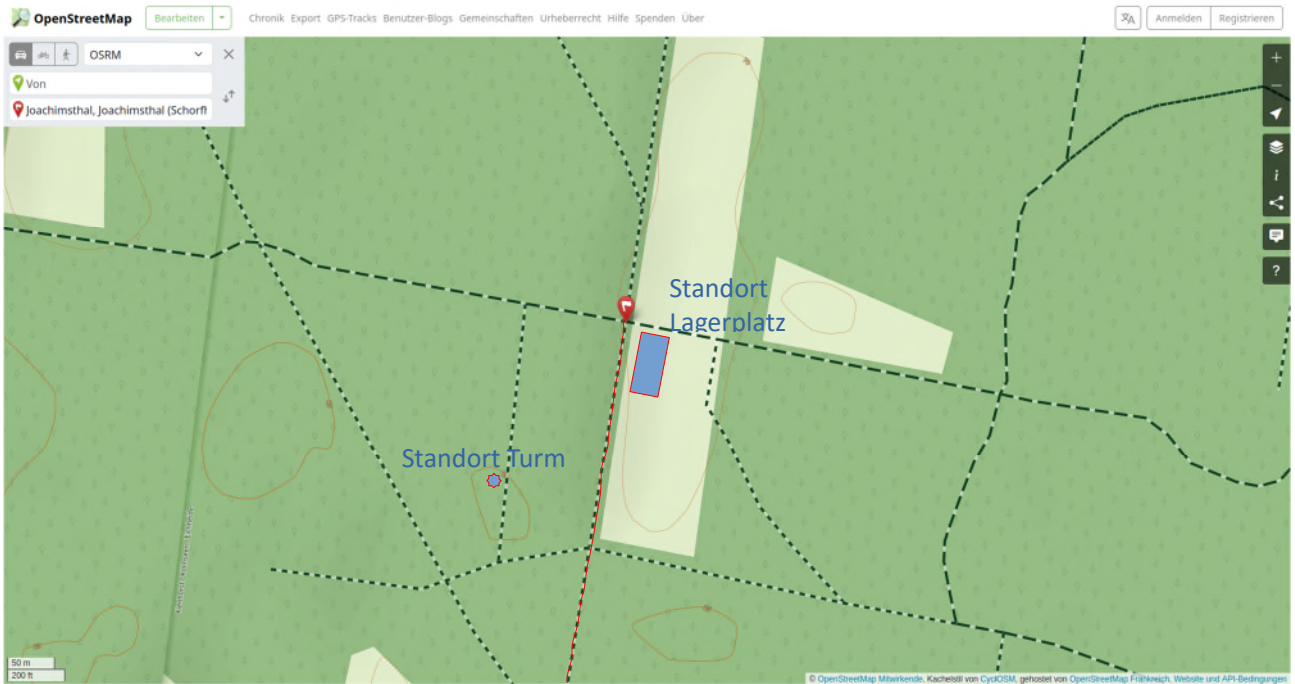 OpenStreetMap
Bearbeiten
Chronik Export GPS-Tracks Benutzer-Blogs Gemeinschaften Urheberrecht Hilfe Spenden Über
Anmelden Registrieren
OSRM
Von
Joachimsthal, Joachimsthal (Schorfh
Standort
Lagerplatz
Standort Turm
50 m
200 ft
© OpenStreetMap Mitwirkende. Kachelstil von CyclOSM, gehostet von OpenStreetMap Frankreich. Website und API-Bedingungen